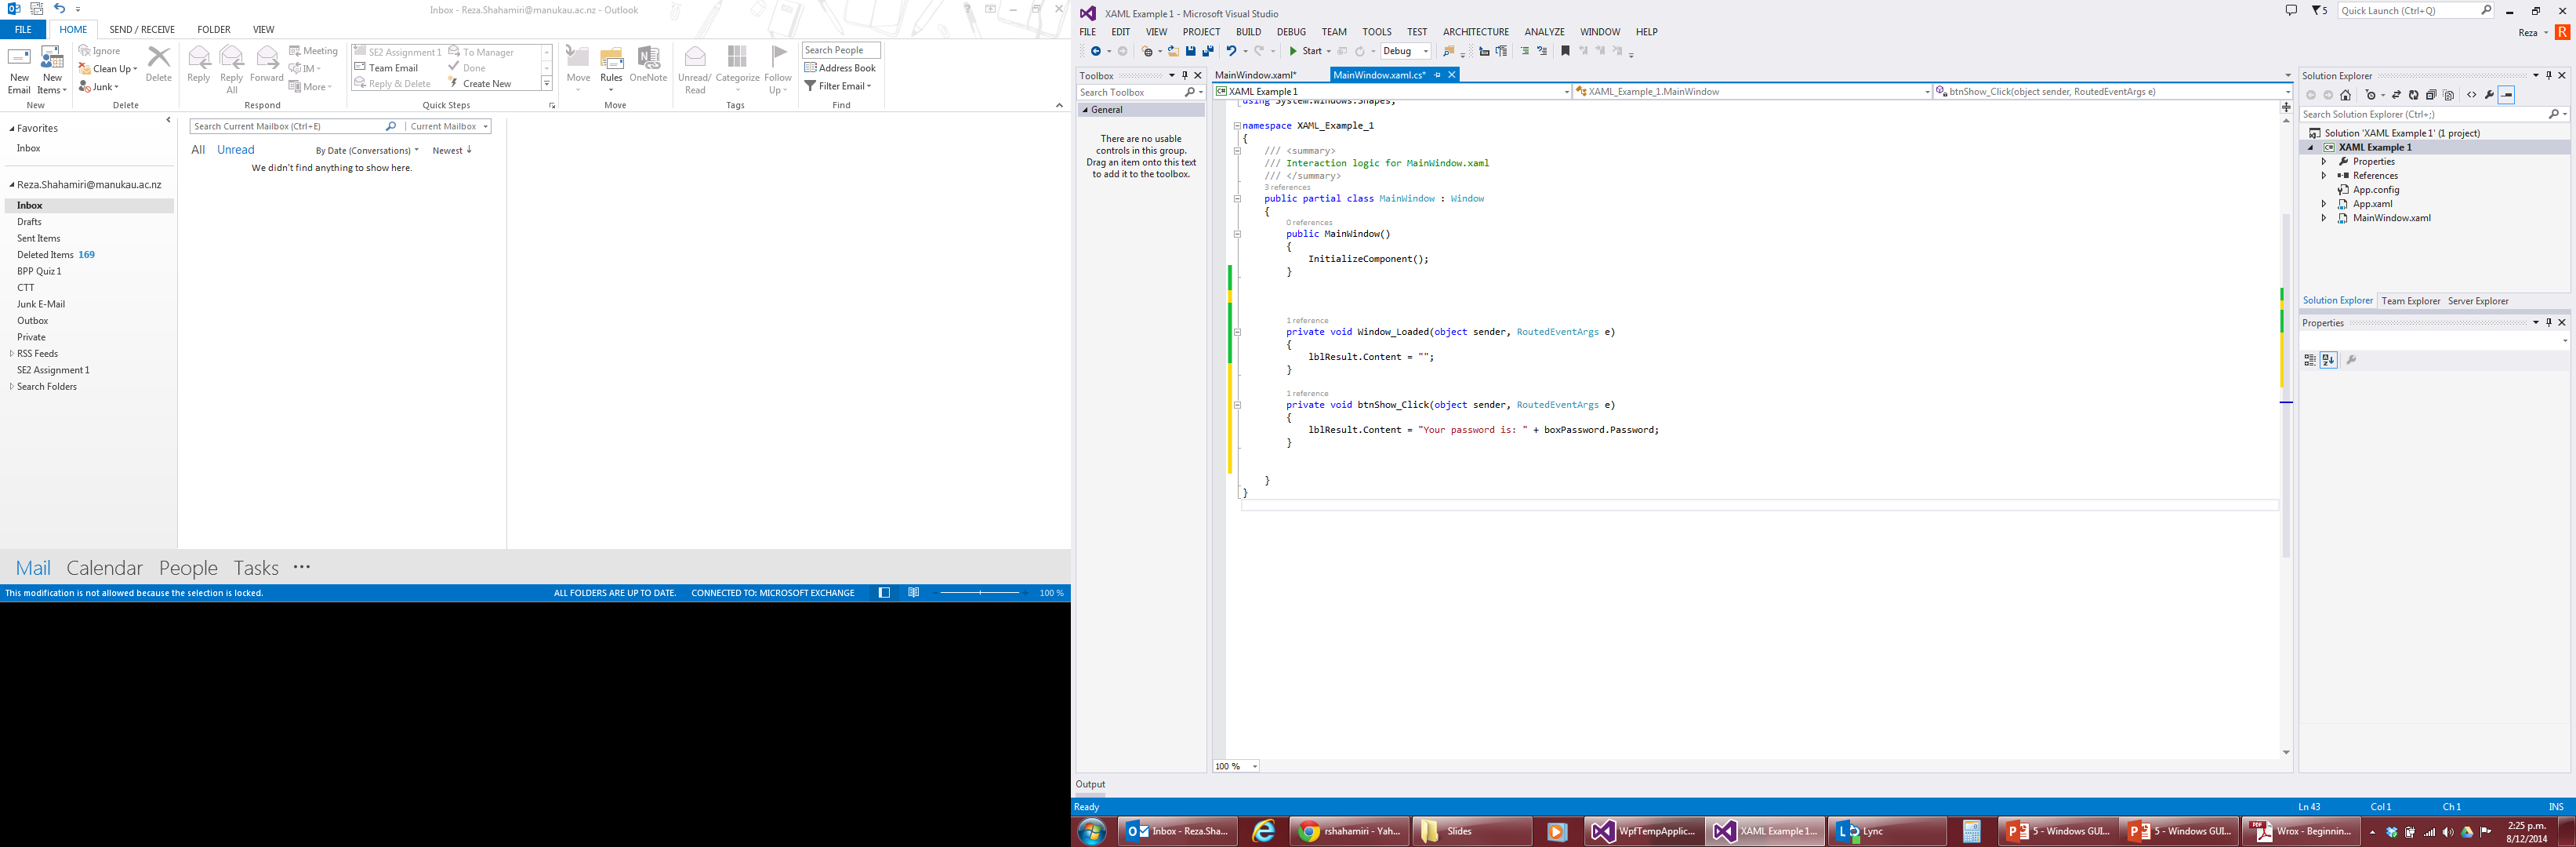 Inbox - Reza.Shahamiri@manukau.ac.nz - Outlook
FILE HOME SEND / RECEIVE FOLDER VIEW
New Email
New Items
New
Ignore
Clean Up
Junk
Delete
Delete
Reply
Reply All
Forward
Meeting
IM
More
Respond
SE2 Assignment 1
Team Email
Reply & Delete
To Manager
Done
Create New
Quick Steps
Move
Rules
OneNote
Move
Unread/ Read
Categorize
Follow Up
Tags
Search People
Address Book
Filter Email
Find
Favorites
Inbox
Reza.Shahamiri@manukau.ac.nz
Inbox
Drafts
Sent Items
Deleted Items 169
BPP Quiz 1
CTT
Junk E-Mail
Outbox
Private
RSS Feeds
SE2 Assignment 1
Search Folders
Search Current Mailbox (Ctrl+E)
Current Mailbox
All Unread
By Date (Conversations) Newest
We didn't find anything to show here.
Mail Calendar People Tasks ···
This modification is not allowed because the selection is locked.
ALL FOLDERS ARE UP TO DATE. CONNECTED TO: MICROSOFT EXCHANGE
100 %
XAML Example 1 - Microsoft Visual Studio
5
Quick Launch (Ctrl+Q)
FILE EDIT VIEW PROJECT BUILD DEBUG TEAM TOOLS TEST ARCHITECTURE ANALYZE WINDOW HELP
Reza R
Start
Debug
Toolbox
Search Toolbox
General
There are no usable
controls in this group.
Drag an item onto this text
to add it to the toolbox.
MainWindow.xaml* MainWindow.xaml.cs*
XAML Example 1 XAML_Example_1.MainWindow btnShow_Click(object sender, RoutedEventArgs e)
using System.Windows.Shapes;
namespace XAML_Example_1
{
/// <summary>
/// Interaction logic for MainWindow.xaml
/// </summary>
3 references
public partial class MainWindow : Window
{
0 references
public MainWindow()
{
InitializeComponent();
}
1 reference
private void Window_Loaded(object sender, RoutedEventArgs e)
{
lblResult.Content = "";
}
1 reference
private void btnShow_Click(object sender, RoutedEventArgs e)
{
lblResult.Content = "Your password is: " + boxPassword.Password;
}
}
}
100 %
Output
Solution Explorer
Search Solution Explorer (Ctrl+;)
Solution 'XAML Example 1' (1 project)
XAML Example 1
Properties
References
App.config
App.xaml
MainWindow.xaml
Solution Explorer Team Explorer Server Explorer
Properties
Ready
Ln 43 Col 1 Ch 1 INS
Inbox - Reza.Sha...
rshahamiri - Yah...
Slides
WpfTempApplic...
XAML Example 1...
Lync
5 - Windows GUI...
5 - Windows GUI...
Wrox - Beginnin...
2:25 p.m.
8/12/2014